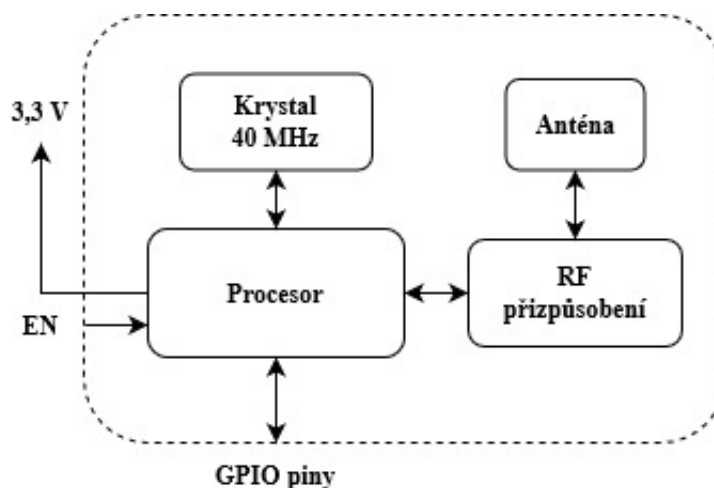 3,3 V
Krystal
40 MHz
Anténa
Procesor
RF
přizpůsobení
EN
GPIO piny